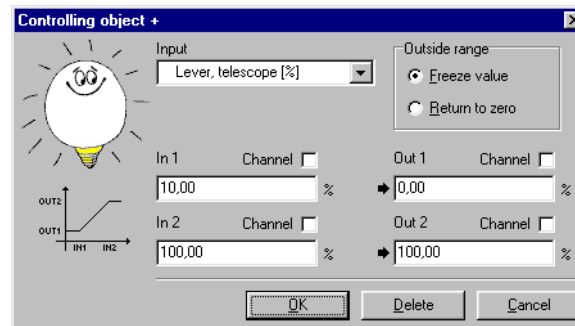 Controlling object +
Input
Lever, telescope [%]
Outside range
Freeze value
Return to zero
In 1 Channel
10,00 %
Out 1 Channel
0,00 %
In 2 Channel
100,00 %
Out 2 Channel
100,00 %
OUT2
OUT1
IN1 IN2
OK Delete Cancel